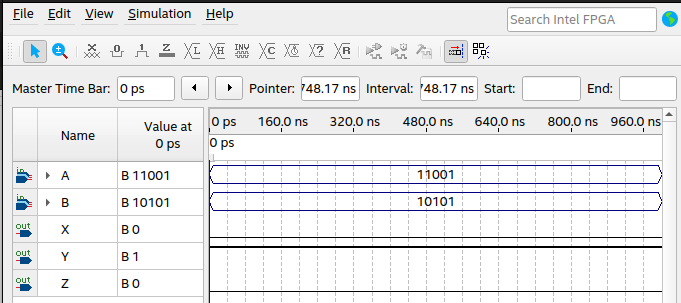 File Edit View Simulation Help
Search Intel FPGA
Master Time Bar: 0 ps Pointer: 748.17 ns Interval: 748.17 ns Start: End:
Name Value at 0 ps
0 ps 160.0 ns 320.0 ns 480.0 ns 640.0 ns 800.0 ns 960.0 ns
0 ps
in A B 11001 11001
in B B 10101 10101
out X B 0
out Y B 1
out Z B 0